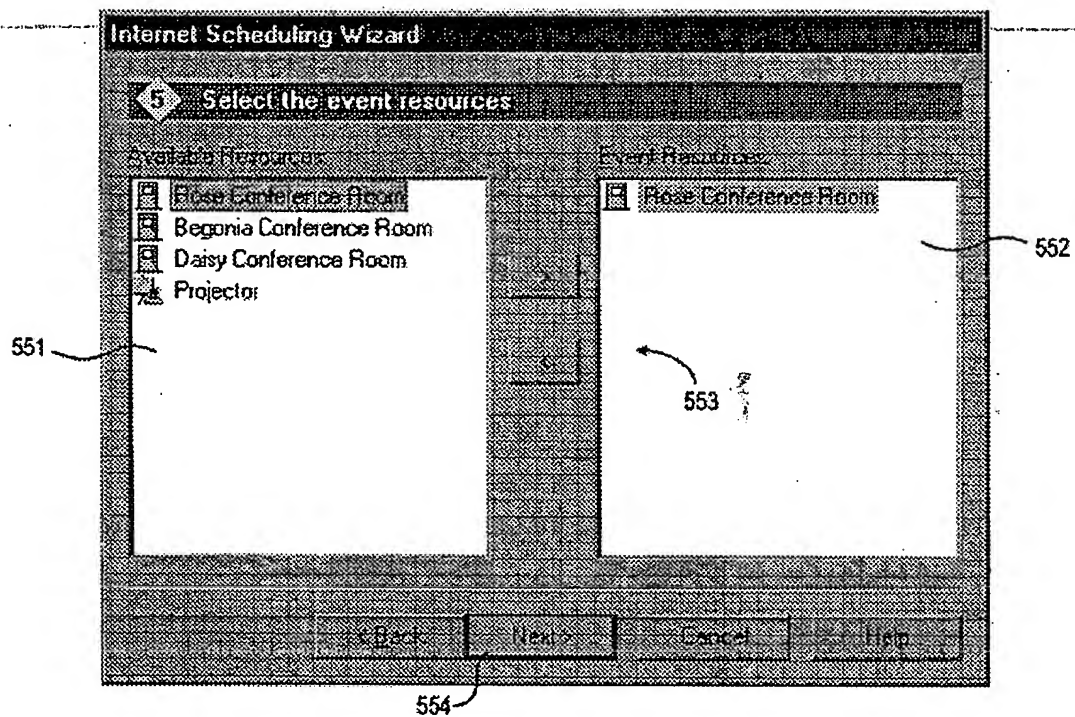 Internet Scheduling Wizard
5 Select the event resources
Available Resources: Event Resources:
Rose Conference Room Rose Conference Room
Begonia Conference Room
552
Daisy Conference Room
Projector
>
551
<
553
< Back Next > Cancel Help
554